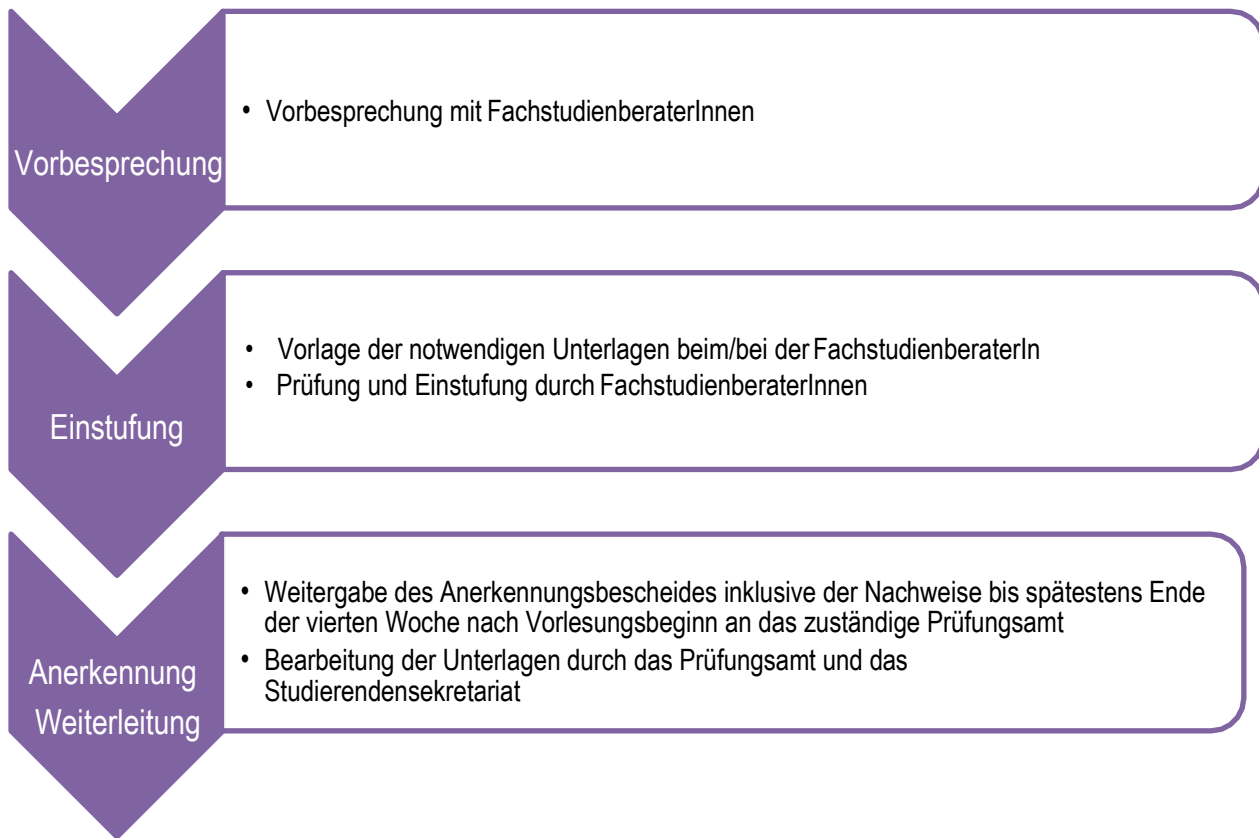 Vorbesprechung
• Vorbesprechung mit FachstudienberaterInnen
Einstufung
• Vorlage der notwendigen Unterlagen beim/bei der FachstudienberaterIn
• Prüfung und Einstufung durch FachstudienberaterInnen
Anerkennung
Weiterleitung
• Weitergabe des Anerkennungsbescheides inklusive der Nachweise bis spätestens Ende
der vierten Woche nach Vorlesungsbeginn an das zuständige Prüfungsamt
• Bearbeitung der Unterlagen durch das Prüfungsamt und das
Studierendensekretariat